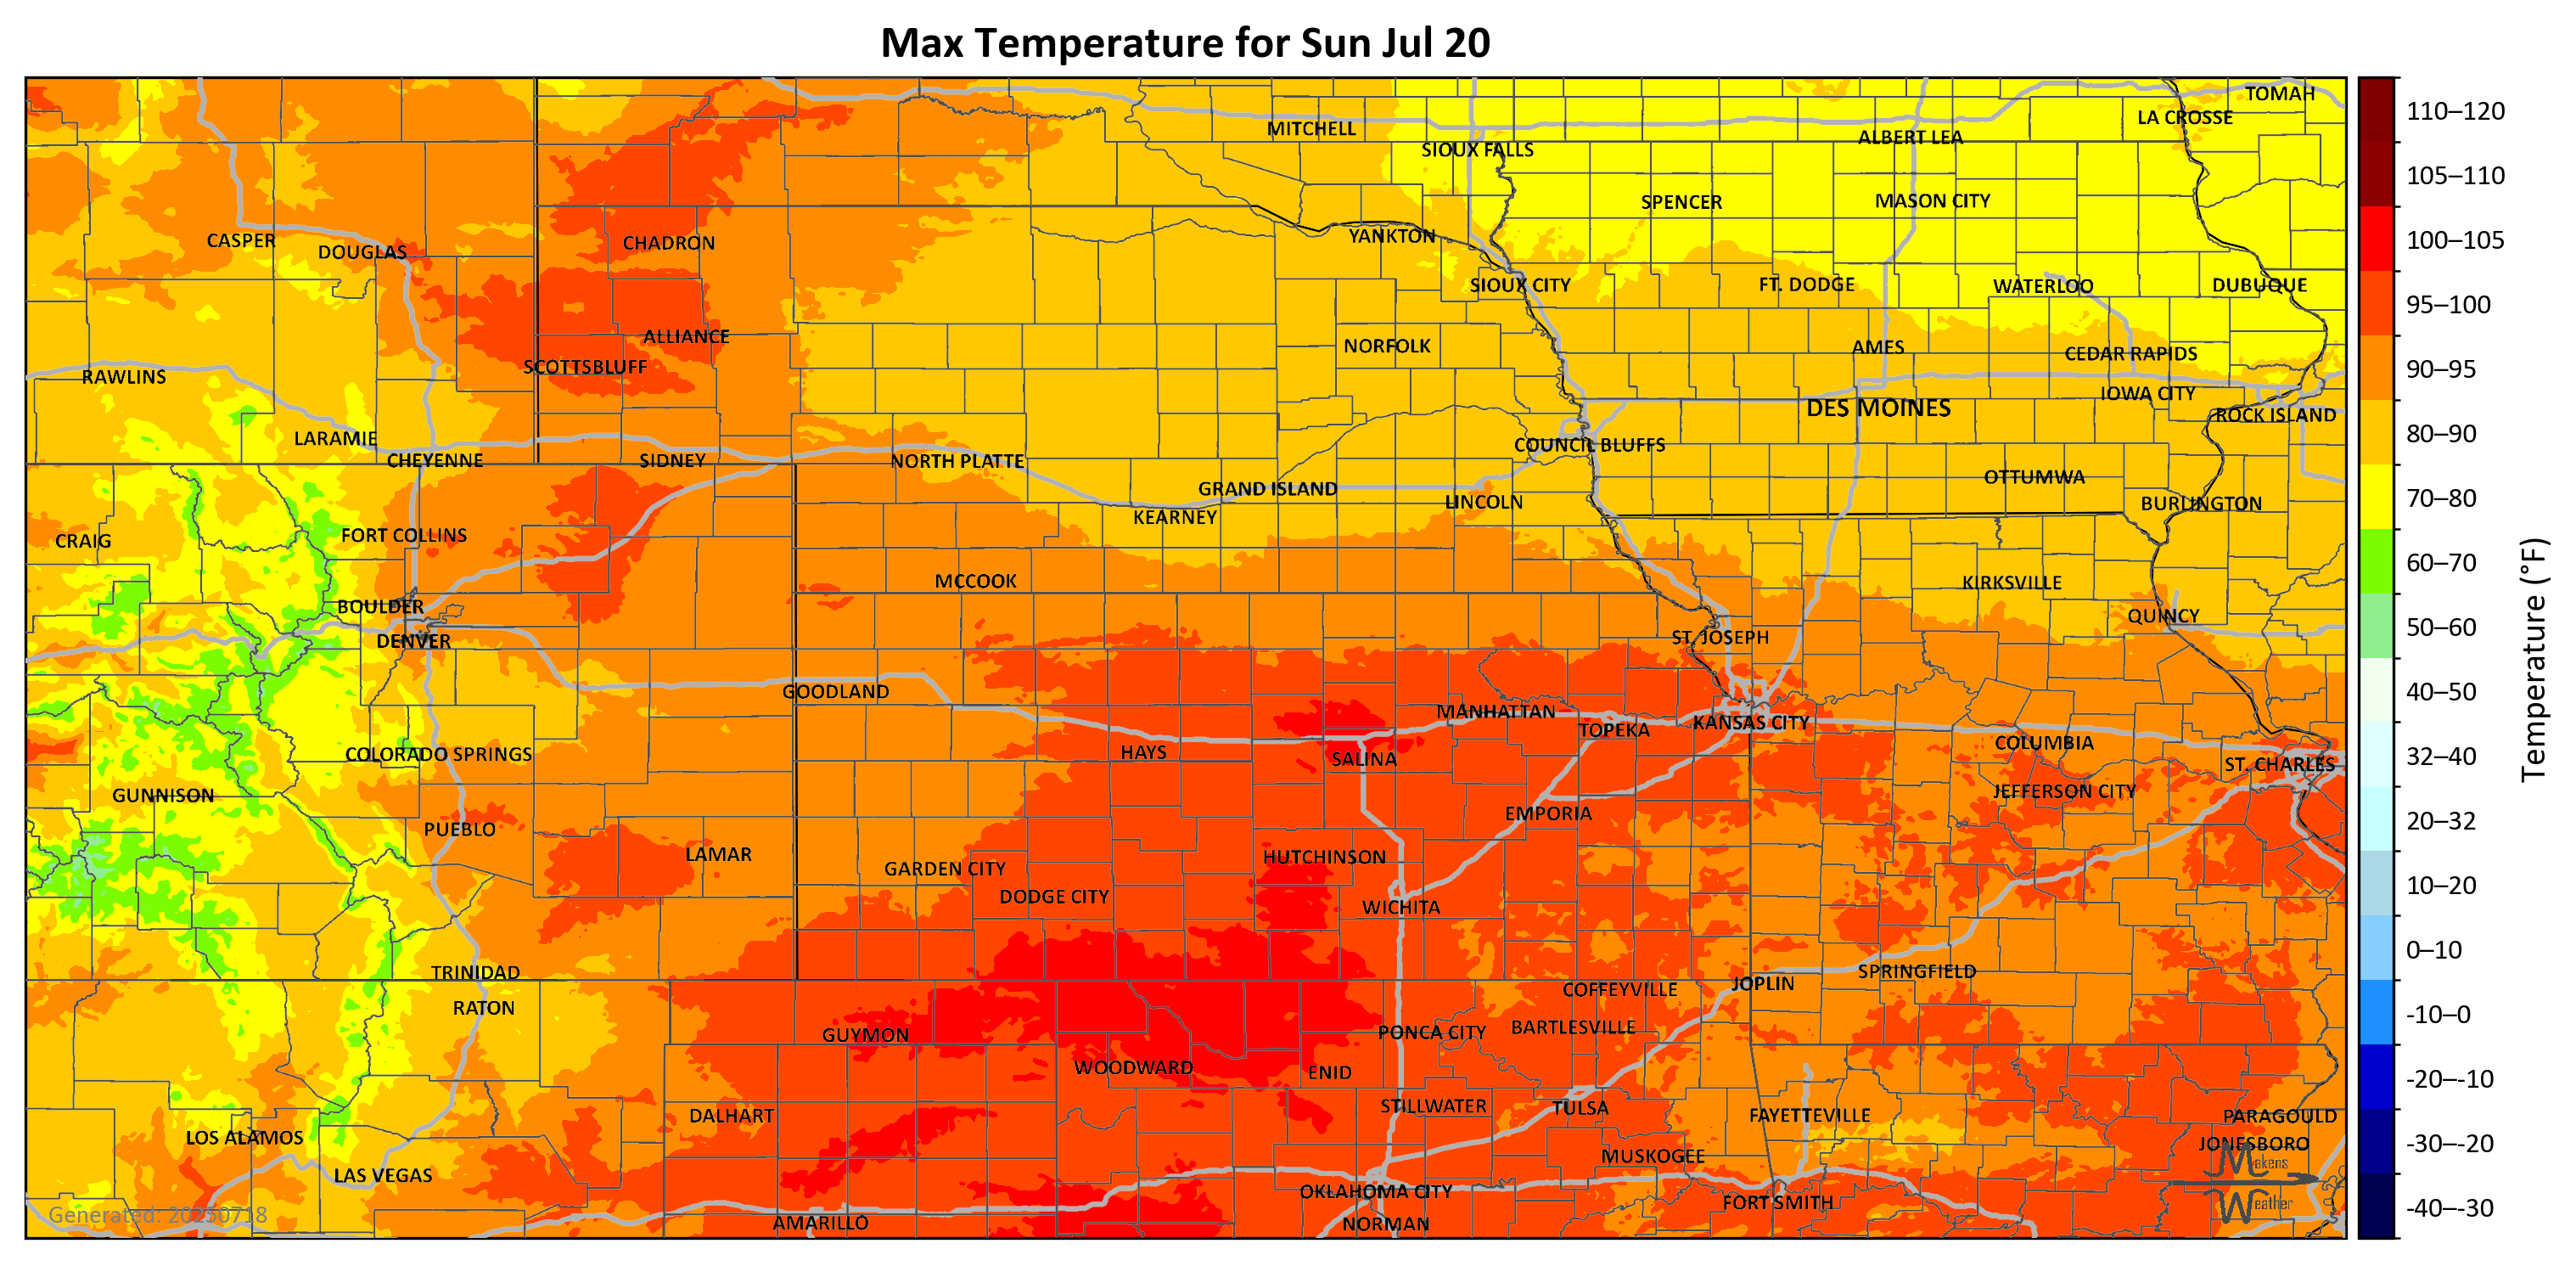 Max Temperature for Sun Jul 20
TOMAH
LA CROSSE
MITCHELL
ALBERT LEA
SIOUX FALLS
SPENCER
MASON CITY
CASPER
DOUGLAS
CHADRON
YANKTON
SIOUX CITY
FT. DODGE
WATERLOO
DUBUQUE
ALLIANCE
NORFOLK
AMES
CEDAR RAPIDS
RAWLINS
SCOTTSBLUFF
IOWA CITY
DES MOINES
ROCK ISLAND
LARAMIE
COUNCIL BLUFFS
CHEYENNE
SIDNEY
NORTH PLATTE
OTTUMWA
GRAND ISLAND
LINCOLN
BURLINGTON
KEARNEY
CRAIG
FORT COLLINS
MCCOOK
KIRKSVILLE
BOULDER
QUINCY
DENVER
ST. JOSEPH
GOODLAND
MANHATTAN
TOPEKA
KANSAS CITY
COLORADO SPRINGS
HAYS
SALINA
COLUMBIA
ST. CHARLES
GUNNISON
JEFFERSON CITY
PUEBLO
EMPORIA
LAMAR
GARDEN CITY
HUTCHINSON
DODGE CITY
WICHITA
TRINIDAD
SPRINGFIELD
RATON
COFFEYVILLE
JOPLIN
GUYMON
PONCA CITY
BARTLESVILLE
WOODWARD
ENID
DALHART
STILLWATER
TULSA
FAYETTEVILLE
PARAGOULD
LOS ALAMOS
JONESBORO
LAS VEGAS
MUSKOGEE
OKLAHOMA CITY
FORT SMITH
AMARILLO
NORMAN
Generated: 20250718
Makens
Weather
110–120
105–110
100–105
95–100
90–95
80–90
70–80
60–70
50–60
40–50
32–40
20–32
10–20
0–10
-10–0
-20–-10
-30–-20
-40–-30
Temperature (°F)